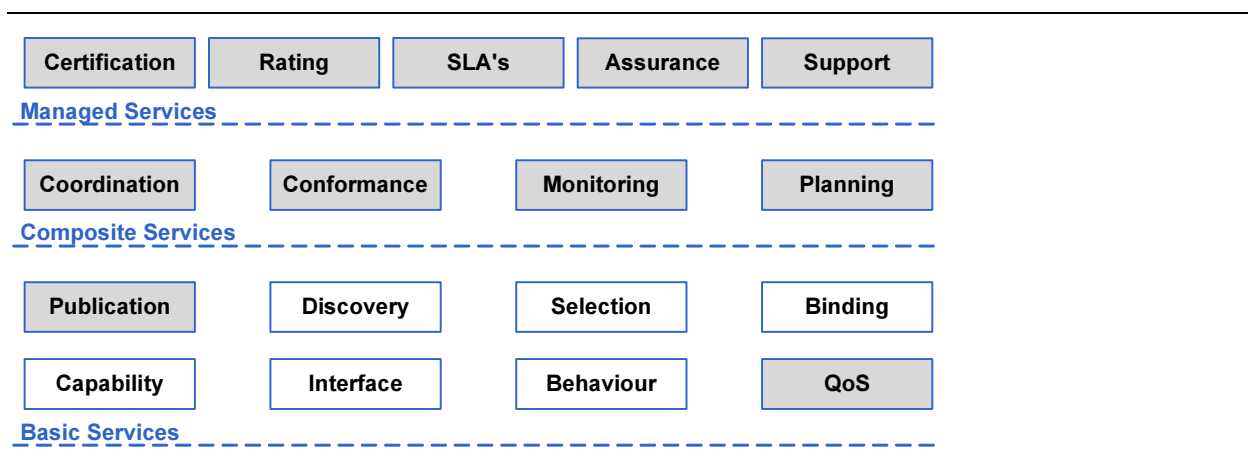 Certification Rating SLA's Assurance Support
Managed Services
Coordination Conformance Monitoring Planning
Composite Services
Publication Discovery Selection Binding
Capability Interface Behaviour QoS
Basic Services